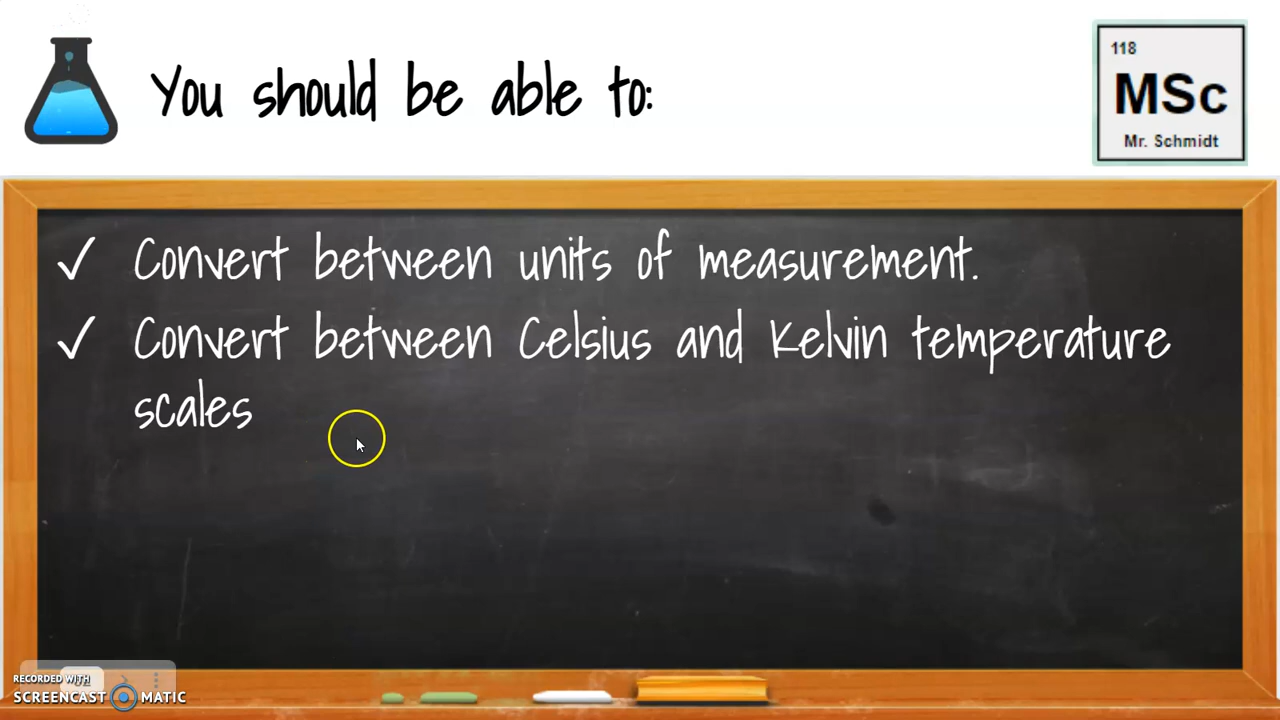 You should be able to:
118
MSc
Mr. Schmidt
✓ Convert between units of measurement.
✓ Convert between Celsius and Kelvin temperature
scales
RECORDED WITH
SCREENCAST MATIC